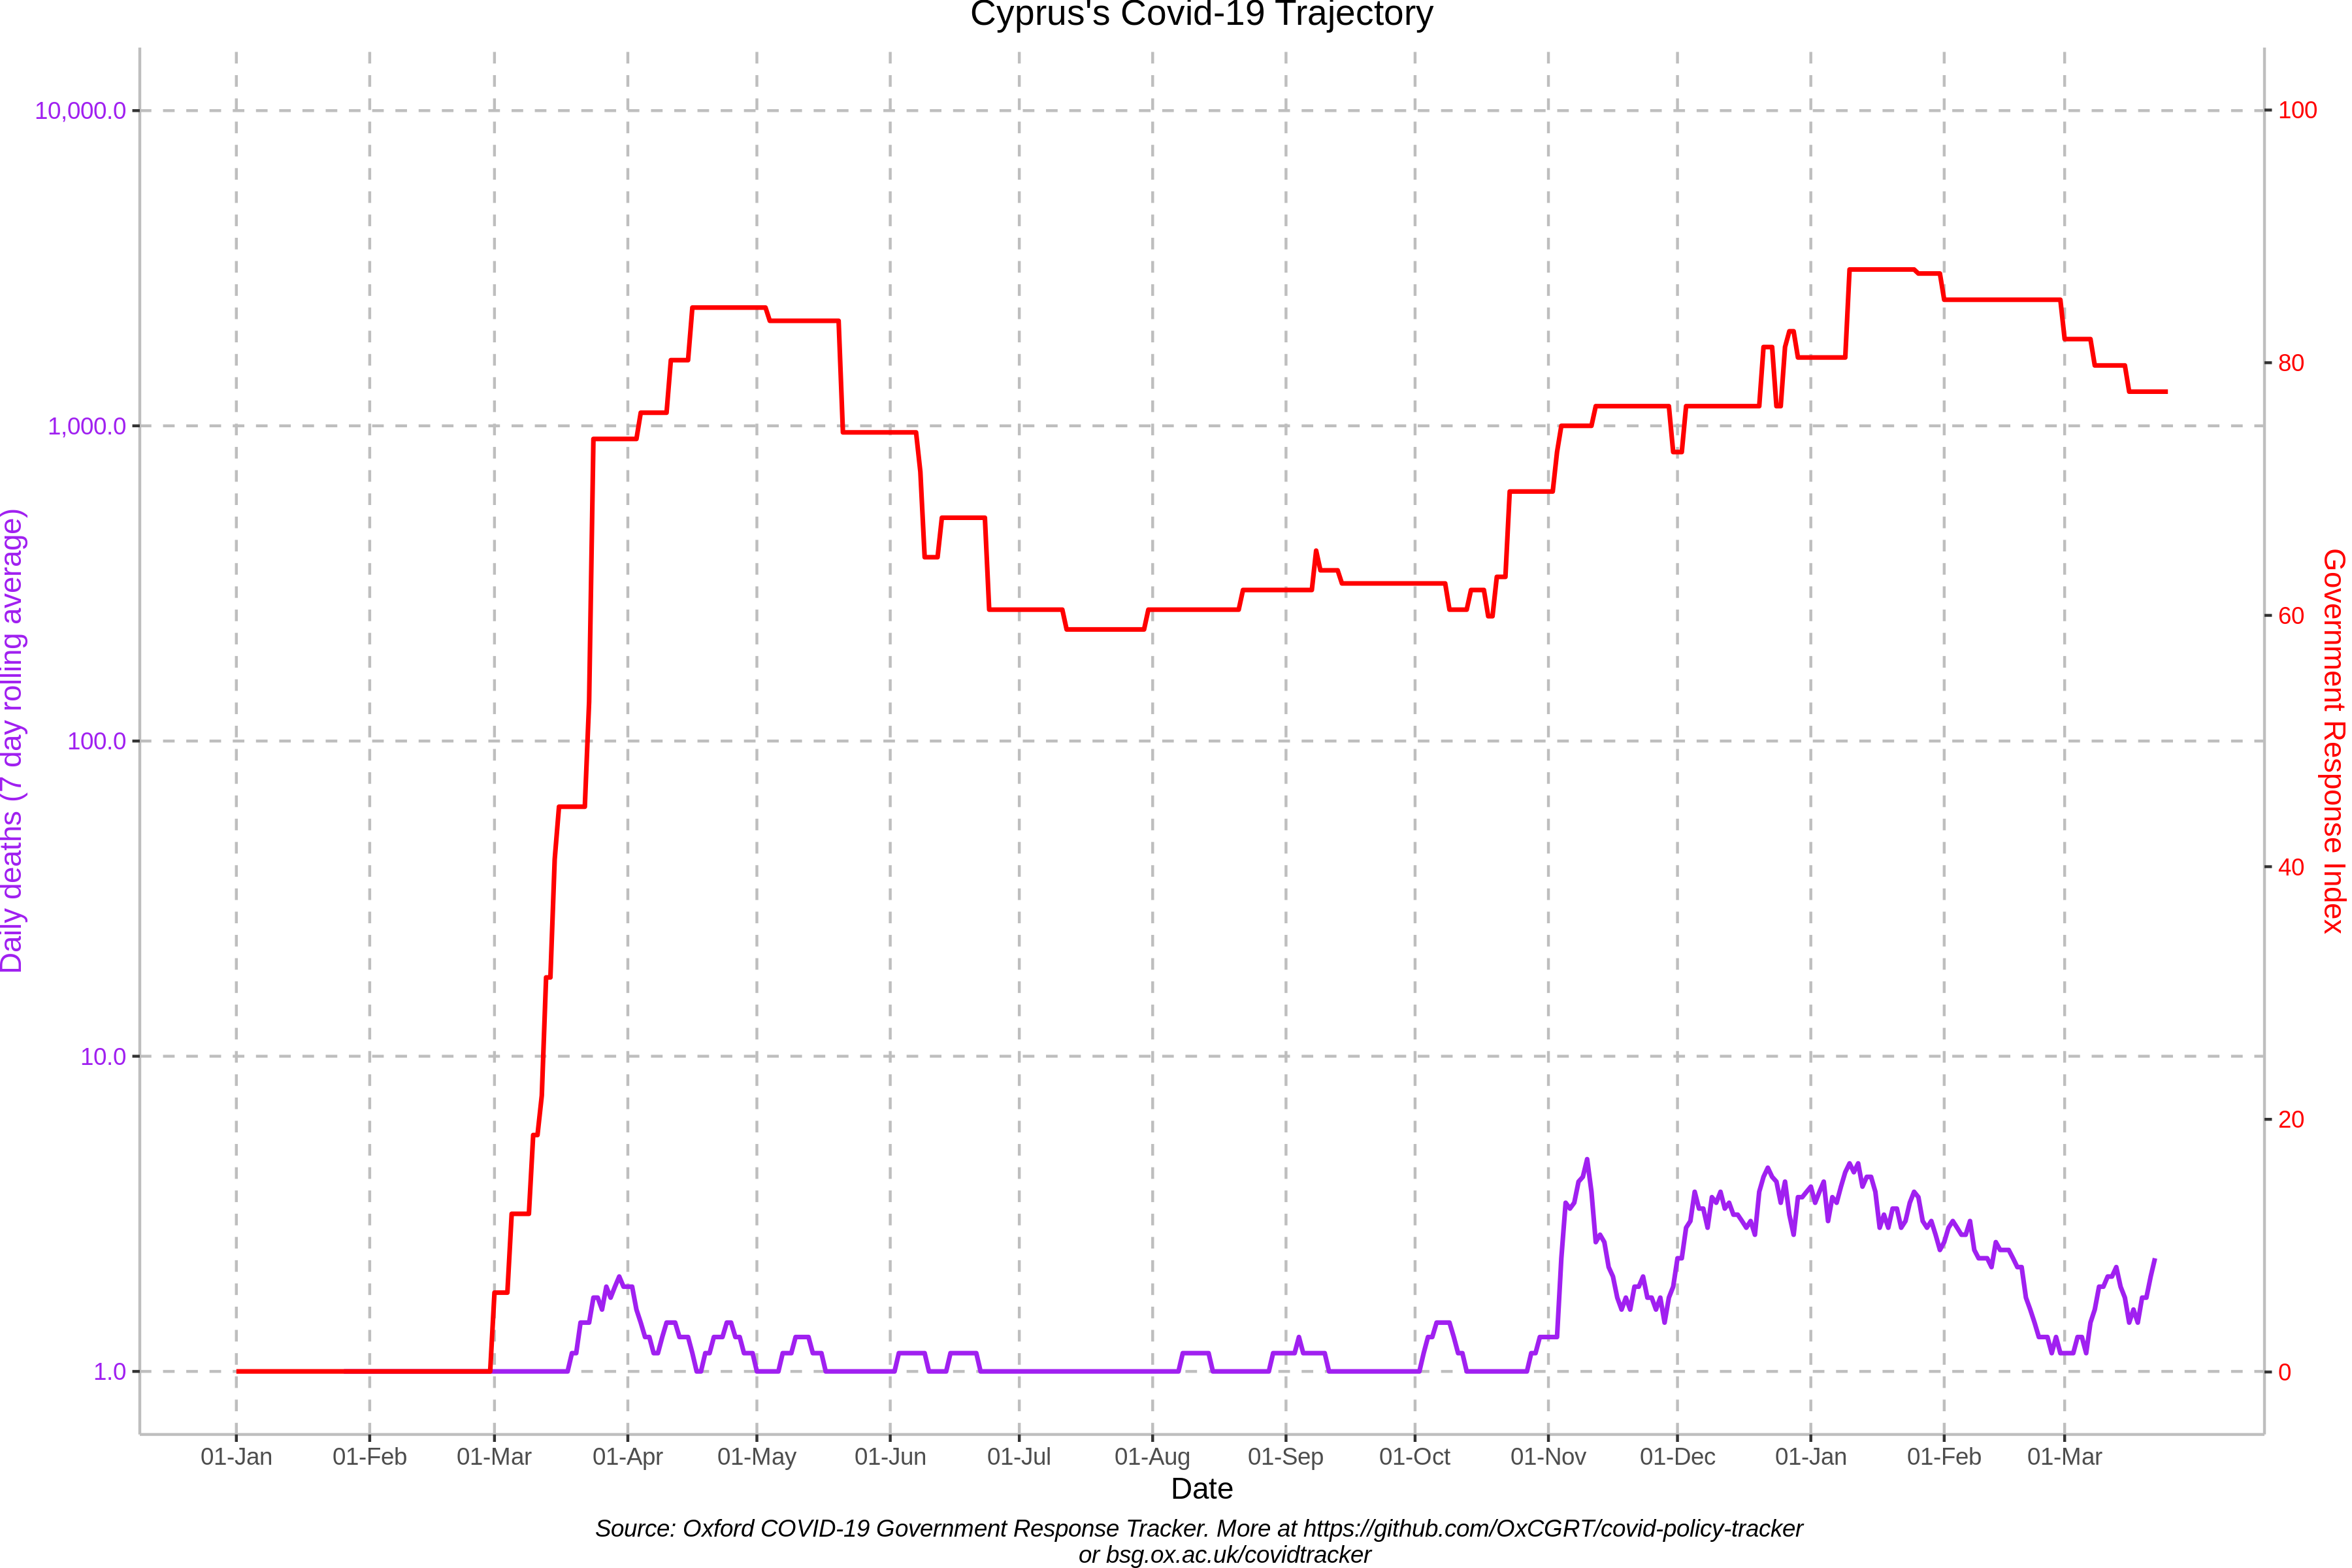 Cyprus's Covid-19 Trajectory
10,000.0
1,000.0
100.0
10.0
1.0
Daily deaths (7 day rolling average)
100
80
60
40
20
0
Government Response Index
01-Jan 01-Feb 01-Mar 01-Apr 01-May 01-Jun 01-Jul 01-Aug 01-Sep 01-Oct 01-Nov 01-Dec 01-Jan 01-Feb 01-Mar
Date
Source: Oxford COVID-19 Government Response Tracker. More at https://github.com/OxCGRT/covid-policy-tracker
or bsg.ox.ac.uk/covidtracker